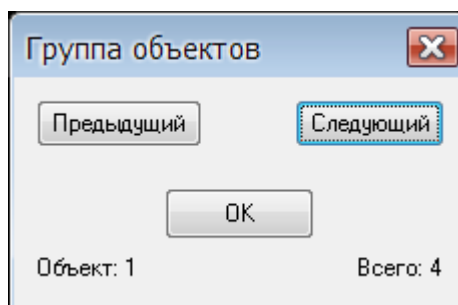 Группа объектов
Предыдущий Следующий
OK
Объект: 1 Всего: 4